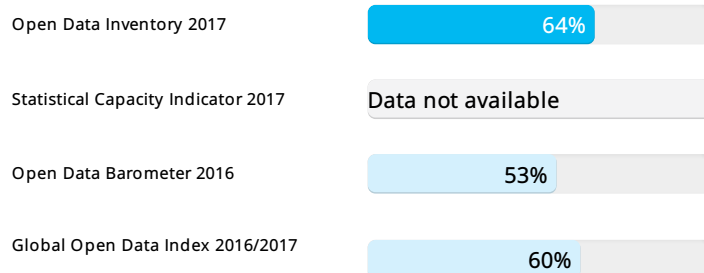 Open Data Inventory 2017
64%
Statistical Capacity Indicator 2017
Data not available
Open Data Barometer 2016
53%
Global Open Data Index 2016/2017
60%